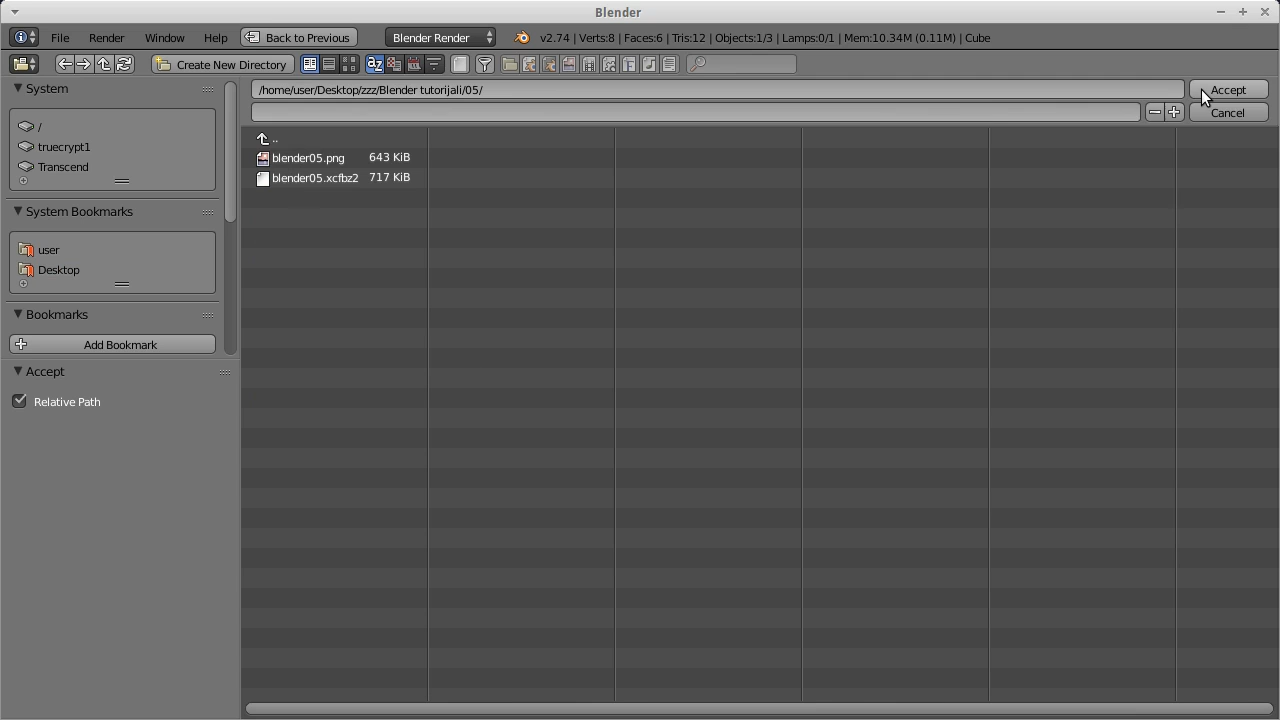 Blender
File Render Window Help Back to Previous Blender Render v2.74 | Verts:8 | Faces:6 | Tris:12 | Objects:1/3 | Lamps:0/1 | Mem:10.34M (0.11M) | Cube
Create New Directory
System
/home/user/Desktop/zzz/Blender tutorijali/05/
Accept
Cancel
/
truecrypt1
Transcend
..
blender05.png 643 KiB
blender05.xcfbz2 717 KiB
System Bookmarks
user
Desktop
Bookmarks
Add Bookmark
Accept
Relative Path